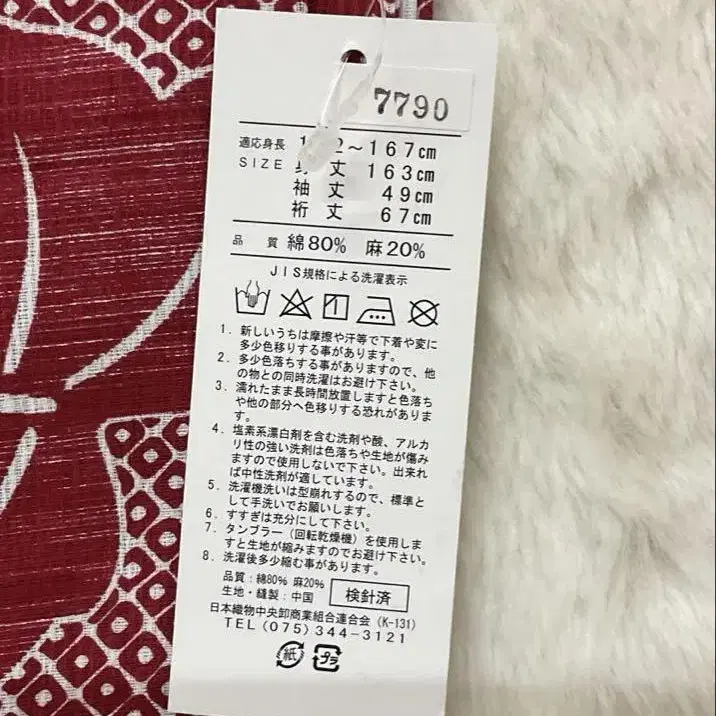 7790
適応身長 ～167cm
SIZE 身丈 163cm
袖丈 49cm
裄丈 67cm
品質 綿80% 麻20%
JIS規格による洗濯表示
1．新しいうちは摩擦や汗等で下着や変に
多少色移りする事があります。
2．多少色落ちする事がありますので、他
の物との同時洗濯はお避け下さい。
3．濡れたまま長時間放置しますと色落ち
や他の部分へ色移りする恐れがありま
す。
4．塩素系漂白剤を含む洗剤や酸、アルカ
リ性の強い洗剤は色落ちや生地が傷み
ますので使用しないで下さい。出来れ
ば中性洗剤が適しています。
5．洗濯機洗いは型崩れするので、標準と
して手洗いでお願いします。
6．すすぎは充分にして下さい。
7．タンブラー（回転乾燥機）を使用しま
すと生地が縮みますのでお避け下さい。
8．洗濯後多少縮む事があります。
品質：綿80% 麻20%
生地・縫製：中国 検針済
日本織物中央卸商業組合連合会（K-131）
TEL（075）344-3121
紙 プラ